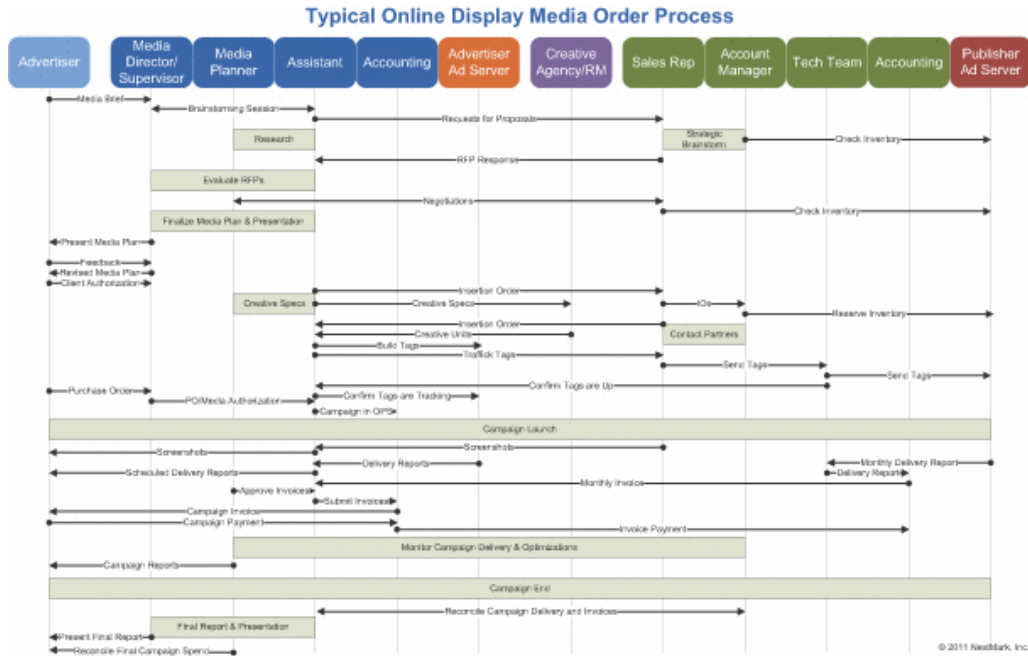 Typical Online Display Media Order Process
Advertiser
Media
Director/
Supervisor
Media
Planner
Assistant
Accounting
Advertiser
Ad Server
Creative
Agency/RM
Sales Rep
Account
Manager
Tech Team
Accounting
Publisher
Ad Server
Media Brief
Brainstorming Session
Requests for Proposals
Research
Strategic
Brainstorm
Check Inventory
RFP Response
Evaluate RFPs
Negotiations
Finalize Media Plan & Presentation
Check Inventory
Present Media Plan
Feedback
Revised Media Plan
Client Authorization
Insertion Order
Creative Specs
Creative Specs
IOs
Reserve Inventory
Insertion Order
Creative Units
Contact Partners
Build Tags
Traffick Tags
Send Tags
Send Tags
Confirm Tags are Up
Purchase Order
Confirm Tags are Tracking
PO/Media Authorization
Campaign in OPS
Campaign Launch
Screenshots
Screenshots
Delivery Reports
Monthly Delivery Report
Scheduled Delivery Reports
Delivery Report
Monthly Invoice
Approve Invoices
Submit Invoices
Campaign Invoice
Campaign Payment
Invoice Payment
Monitor Campaign Delivery & Optimizations
Campaign Reports
Campaign End
Reconcile Campaign Delivery and Invoices
Final Report & Presentation
Present Final Report
Reconcile Final Campaign Spend
© 2011 NextMark, Inc.